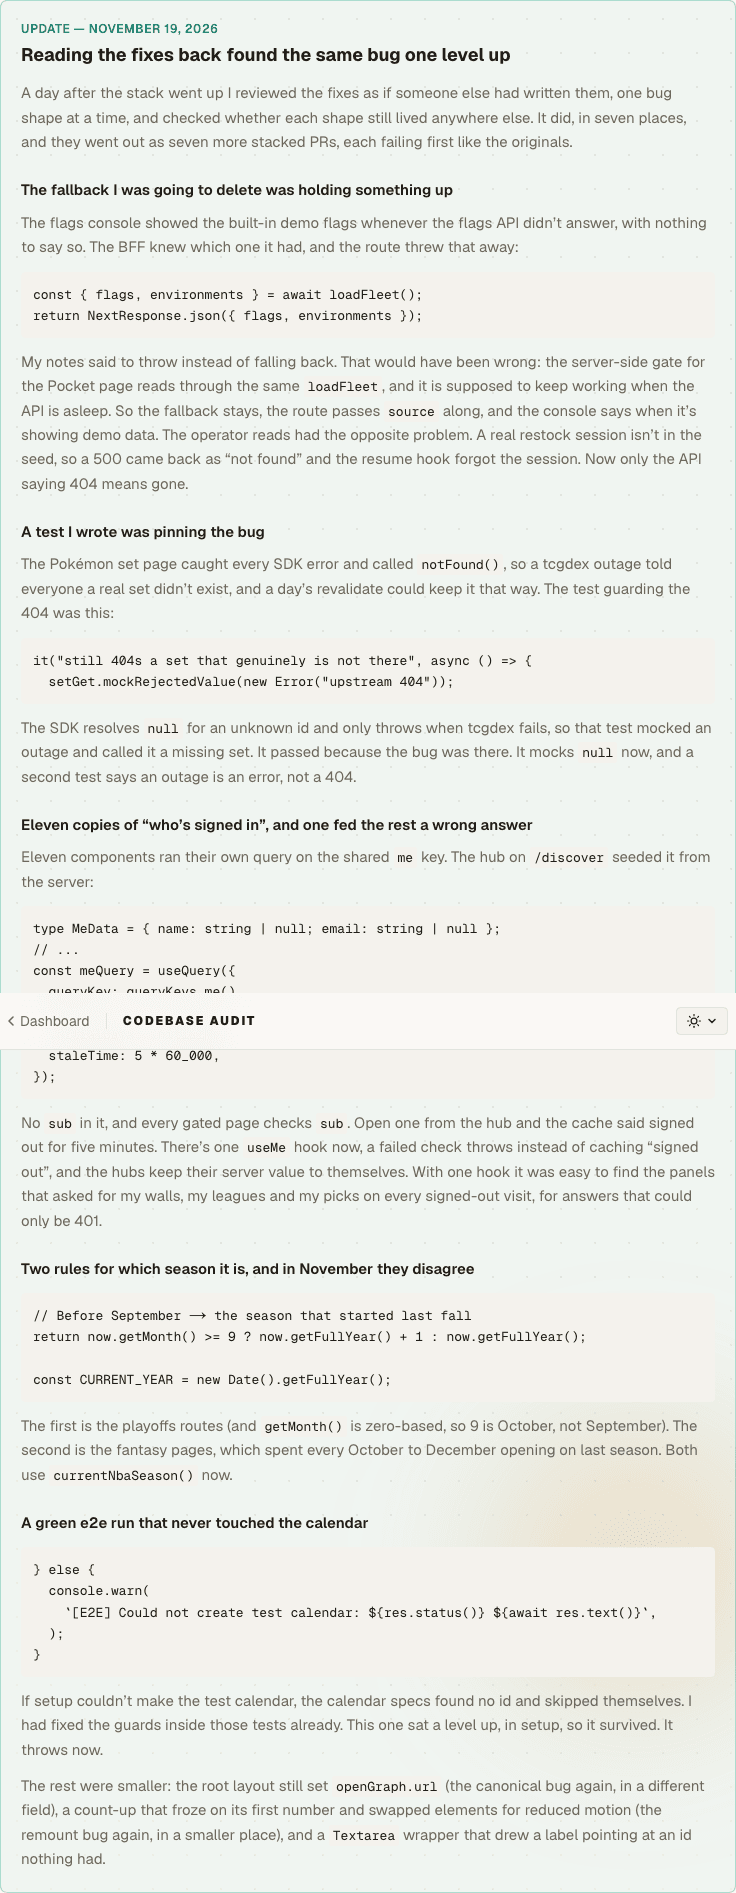 UPDATE — NOVEMBER 19, 2026
Reading the fixes back found the same bug one level up
A day after the stack went up I reviewed the fixes as if someone else had written them, one bug
shape at a time, and checked whether each shape still lived anywhere else. It did, in seven places,
and they went out as seven more stacked PRs, each failing first like the originals.
The fallback I was going to delete was holding something up
The flags console showed the built-in demo flags whenever the flags API didn’t answer, with nothing
to say so. The BFF knew which one it had, and the route threw that away:
const { flags, environments } = await loadFleet();
return NextResponse.json({ flags, environments });
My notes said to throw instead of falling back. That would have been wrong: the server-side gate for
the Pocket page reads through the same loadFleet, and it is supposed to keep working when the
API is asleep. So the fallback stays, the route passes source along, and the console says when it’s
showing demo data. The operator reads had the opposite problem. A real restock session isn’t in the
seed, so a 500 came back as “not found” and the resume hook forgot the session. Now only the API
saying 404 means gone.
A test I wrote was pinning the bug
The Pokémon set page caught every SDK error and called notFound(), so a tcgdex outage told
everyone a real set didn’t exist, and a day’s revalidate could keep it that way. The test guarding the
404 was this:
it("still 404s a set that genuinely is not there", async () => {
setGet.mockRejectedValue(new Error("upstream 404"));
The SDK resolves null for an unknown id and only throws when tcgdex fails, so that test mocked an
outage and called it a missing set. It passed because the bug was there. It mocks null now, and a
second test says an outage is an error, not a 404.
Eleven copies of “who’s signed in”, and one fed the rest a wrong answer
Eleven components ran their own query on the shared me key. The hub on /discover seeded it from
the server:
type MeData = { name: string | null; email: string | null };
// ...
const meQuery = useQuery({
queryKey: queryKeys.me()
Dashboard
CODEBASE AUDIT
staleTime: 5 * 60_000,
});
No sub in it, and every gated page checks sub. Open one from the hub and the cache said signed
out for five minutes. There’s one useMe hook now, a failed check throws instead of caching “signed
out”, and the hubs keep their server value to themselves. With one hook it was easy to find the panels
that asked for my walls, my leagues and my picks on every signed-out visit, for answers that could
only be 401.
Two rules for which season it is, and in November they disagree
// Before September ⟶ the season that started last fall
return now.getMonth() >= 9 ? now.getFullYear() + 1 : now.getFullYear();
const CURRENT_YEAR = new Date().getFullYear();
The first is the playoffs routes (and getMonth() is zero-based, so 9 is October, not September). The
second is the fantasy pages, which spent every October to December opening on last season. Both
use currentNbaSeason() now.
A green e2e run that never touched the calendar
} else {
console.warn(
`[E2E] Could not create test calendar: ${res.status()} ${await res.text()}`,
);
}
If setup couldn’t make the test calendar, the calendar specs found no id and skipped themselves. I
had fixed the guards inside those tests already. This one sat a level up, in setup, so it survived. It
throws now.
The rest were smaller: the root layout still set openGraph.url (the canonical bug again, in a different
field), a count-up that froze on its first number and swapped elements for reduced motion (the
remount bug again, in a smaller place), and a Textarea wrapper that drew a label pointing at an id
nothing had.